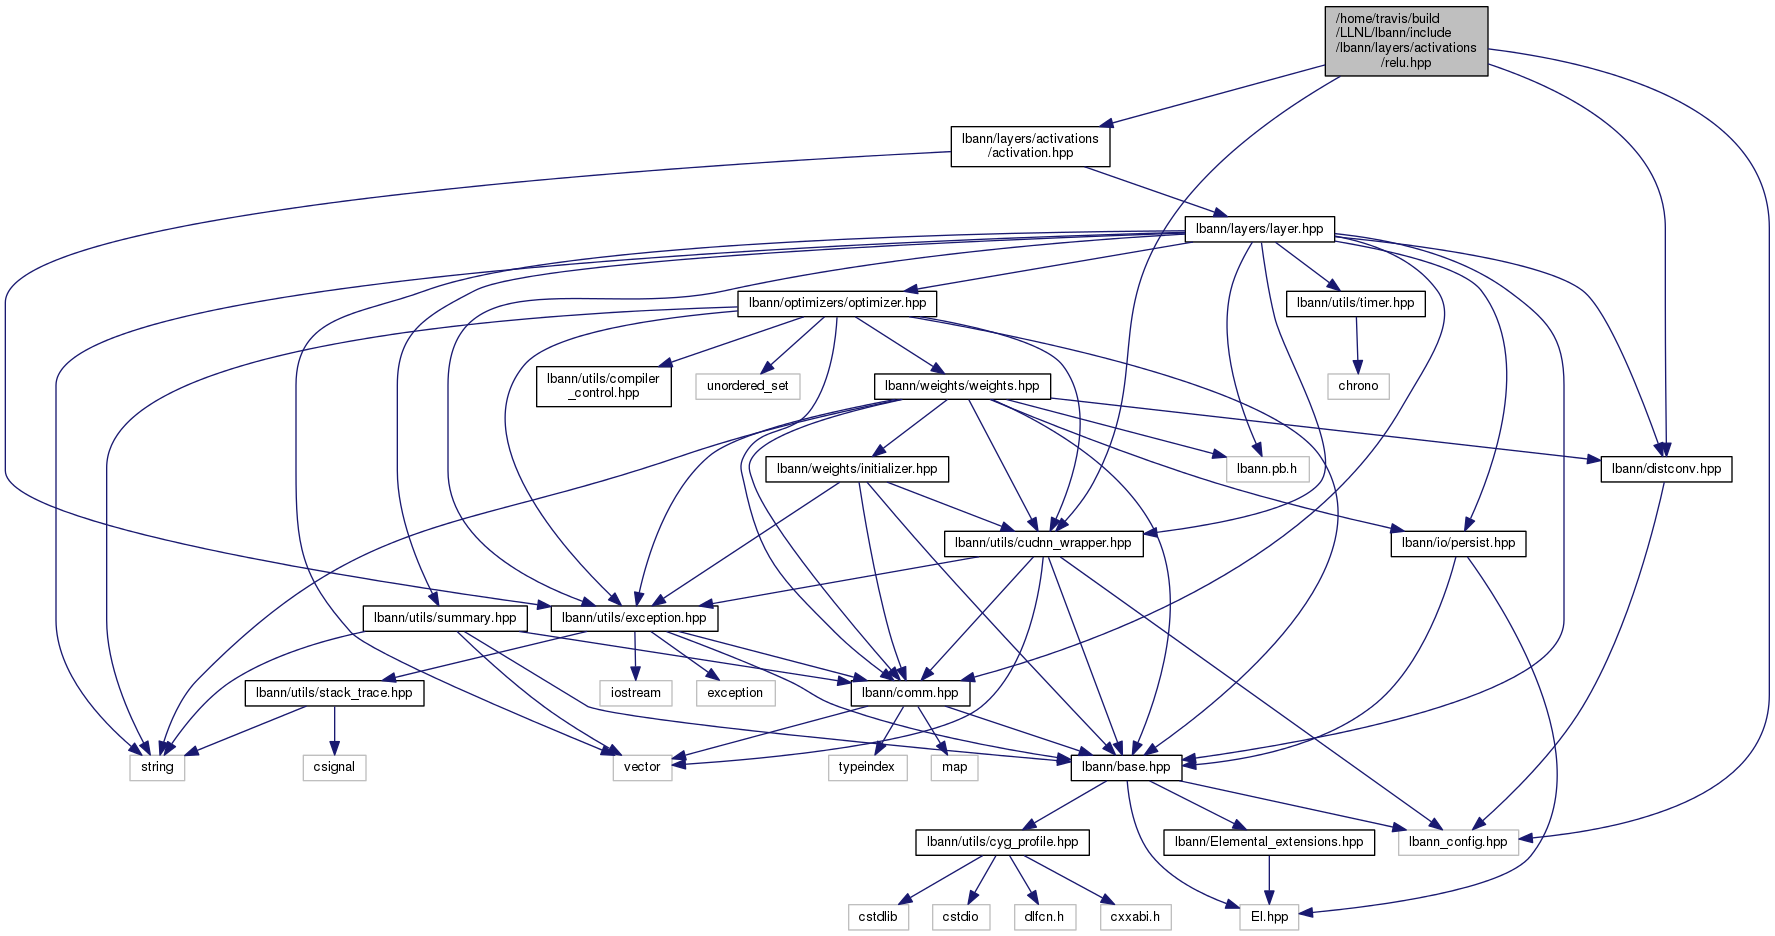 /home/travis/build
/LLNL/lbann/include
/lbann/layers/activations
/relu.hpp
lbann/layers/activations
/activation.hpp
lbann/layers/layer.hpp
lbann/optimizers/optimizer.hpp
lbann/utils/timer.hpp
lbann/utils/compiler
_control.hpp
unordered_set
lbann/weights/weights.hpp
chrono
lbann/weights/initializer.hpp
lbann.pb.h
lbann/distconv.hpp
lbann/utils/cudnn_wrapper.hpp
lbann/io/persist.hpp
lbann/utils/summary.hpp
lbann/utils/exception.hpp
lbann/utils/stack_trace.hpp
iostream
exception
lbann/comm.hpp
string
csignal
vector
typeindex
map
lbann/base.hpp
lbann/utils/cyg_profile.hpp
lbann/Elemental_extensions.hpp
lbann_config.hpp
cstdlib
cstdio
dlfcn.h
cxxabi.h
El.hpp